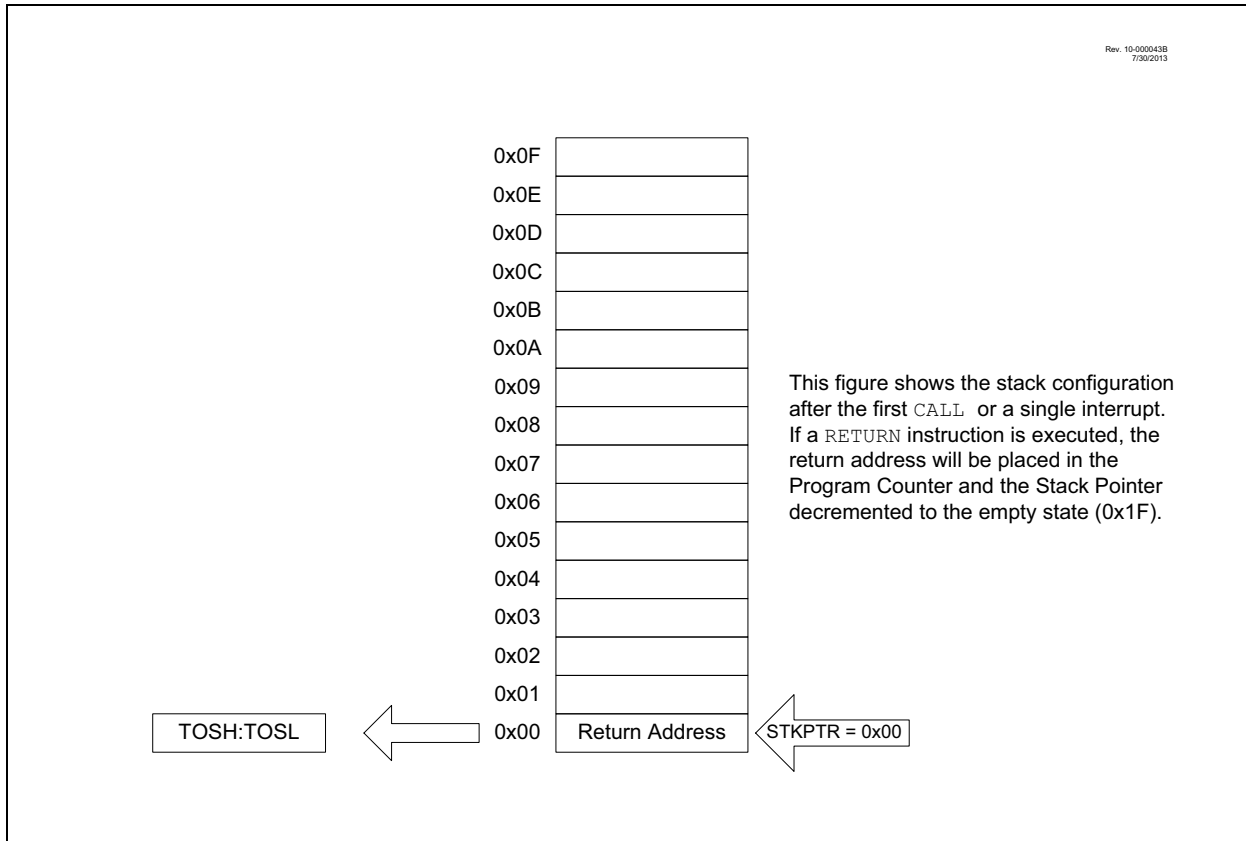 Rev. 10-000043B
7/30/2013
0x0F
0x0E
0x0D
0x0C
0x0B
0x0A
0x09
0x08
0x07
0x06
0x05
0x04
0x03
0x02
0x01
This figure shows the stack configuration
after the first CALL or a single interrupt.
If a RETURN instruction is executed, the
return address will be placed in the
Program Counter and the Stack Pointer
decremented to the empty state (0x1F).
TOSH:TOSL
0x00
Return Address
STKPTR = 0x00